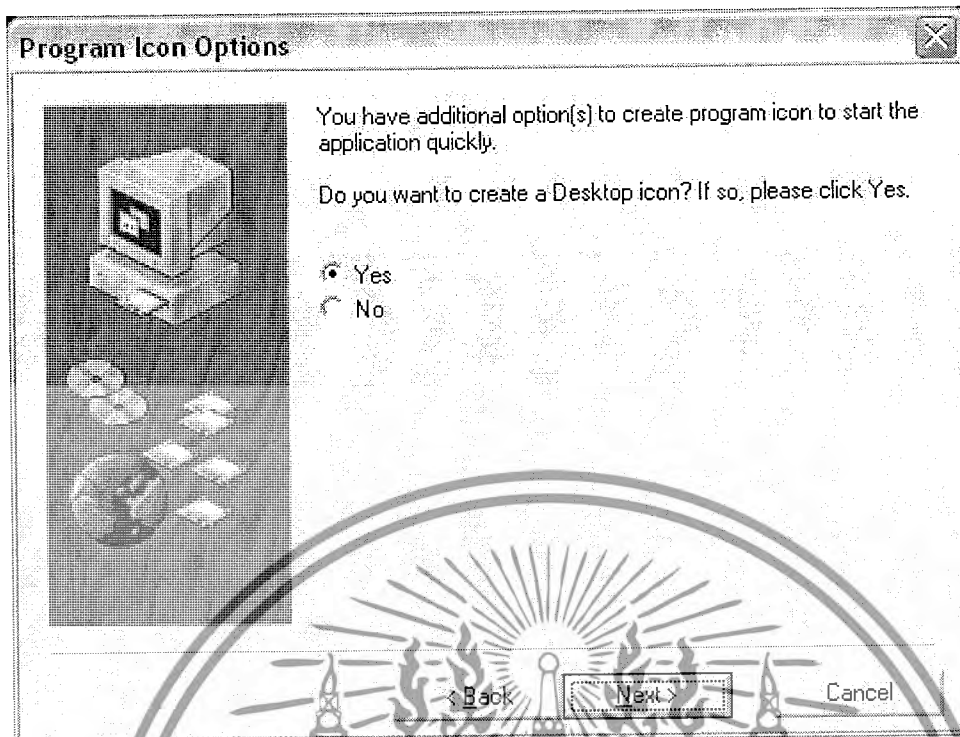 Program Icon Options
You have additional option(s) to create program icon to start the
application quickly.
Do you want to create a Desktop icon? If so, please click Yes.
Yes
No
< Back
Next >
Cancel